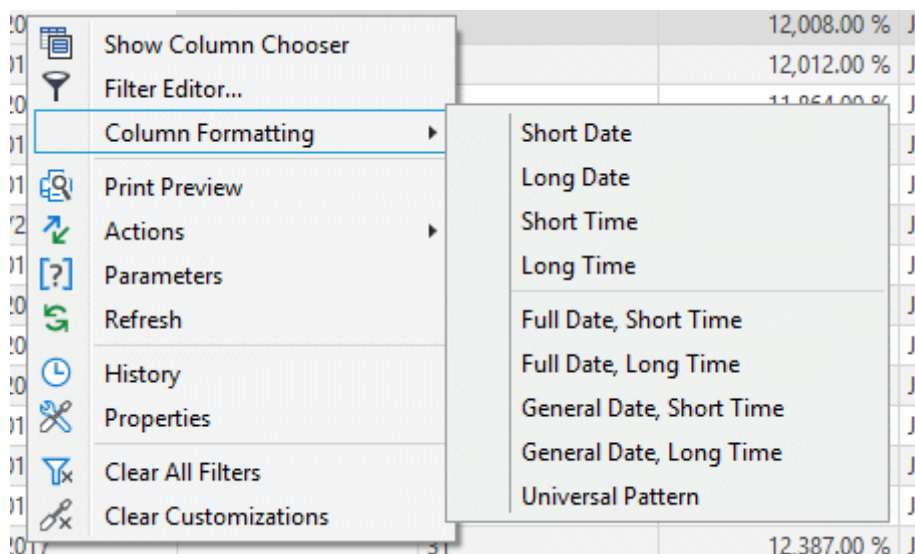 12,008.00 %
Show Column Chooser
12,012.00 %
Filter Editor...
Column Formatting
Short Date
Long Date
Print Preview
Short Time
Actions
Long Time
Parameters
Full Date, Short Time
Refresh
Full Date, Long Time
History
General Date, Short Time
Properties
General Date, Long Time
Clear All Filters
Universal Pattern
Clear Customizations
12,387.00 %